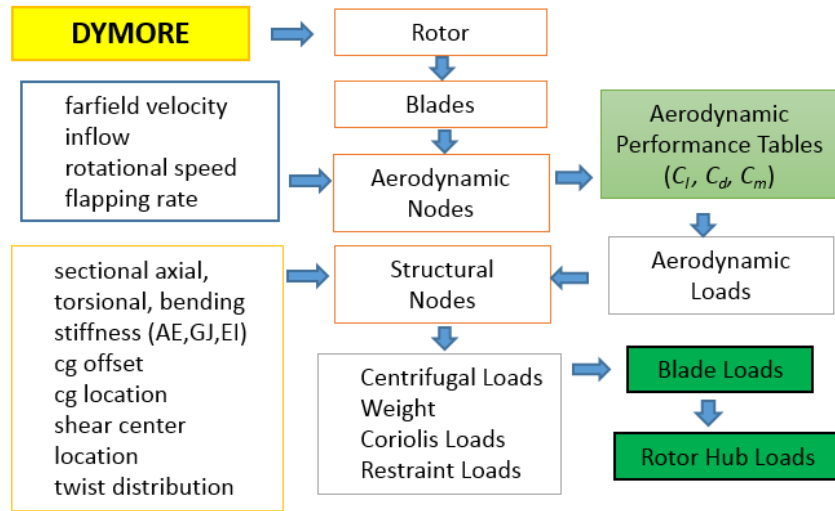 DYMORE
Rotor
Blades
farfield velocity
inflow
rotational speed
flapping rate
Aerodynamic
Nodes
Aerodynamic
Performance Tables
(Cl, Cd, Cm)
sectional axial,
torsional, bending
stiffness (AE,GJ,EI)
cg offset
cg location
shear center
location
twist distribution
Structural
Nodes
Aerodynamic
Loads
Centrifugal Loads
Weight
Coriolis Loads
Restraint Loads
Blade Loads
Rotor Hub Loads